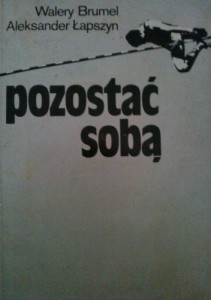 Walery Brumel
Aleksander Łapszyn
pozostać
sobą